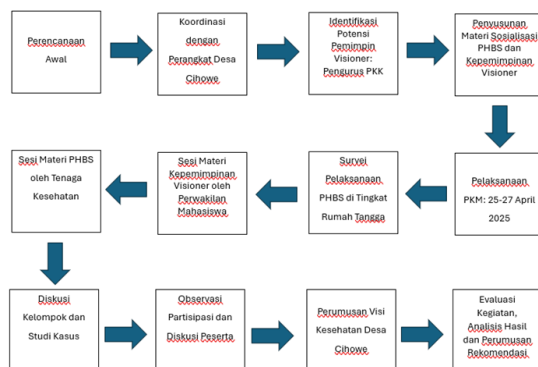 Perencanaan
Awal
Koordinasi
dengan
Perangkat Desa
Cihowe
Identifikasi
Potensi
Pemimpin
Visioner:
Pengurus PKK
Penyusunan
Materi Sosialisasi
PHBS dan
Kepemimpinan
Visioner
Pelaksanaan
PKM: 25-27 April
2025
Survei
Pelaksanaan
PHBS di Tingkat
Rumah Tangga
Sesi Materi
Kepemimpinan
Visioner oleh
Perwakilan
Mahasiswa
Sesi Materi PHBS
oleh Tenaga
Kesehatan
Diskusi
Kelompok dan
Studi Kasus
Observasi
Partisipasi dan
Diskusi Peserta
Perumusan Visi
Kesehatan Desa
Cihowe
Evaluasi
Kegiatan,
Analisis Hasil
dan Perumusan
Rekomendasi